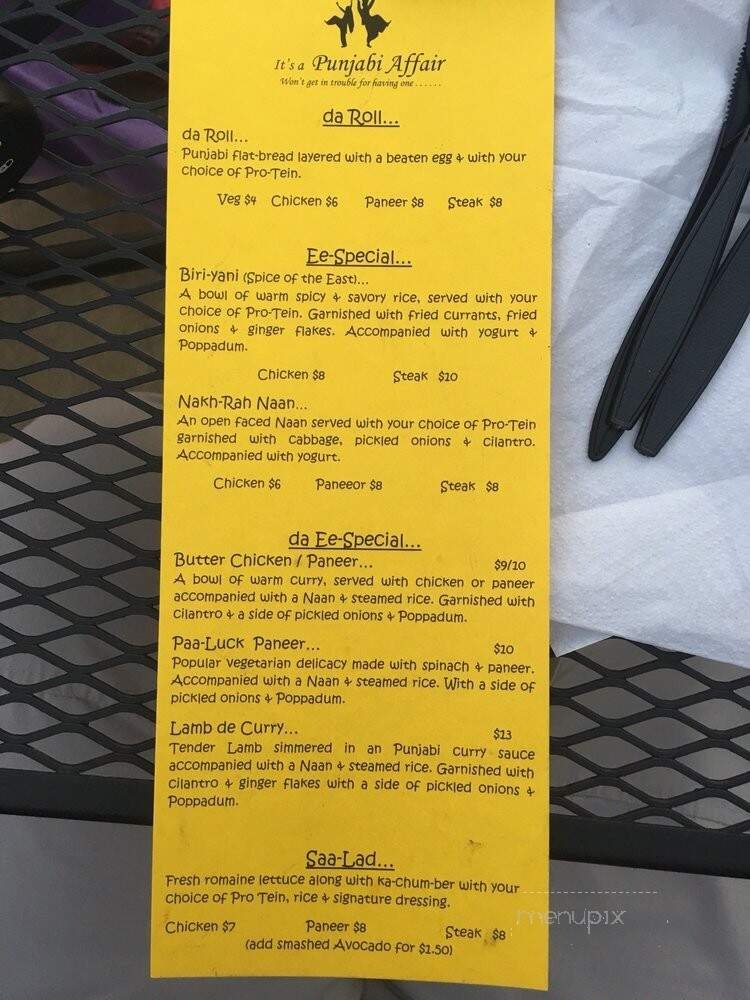 It's a Punjabi Affair
Won't get in trouble for having one ......
da Roll...
da Roll...
Punjabi flat-bread layered with a beaten egg & with your
choice of Pro-Tein.
Veg $4 Chicken $6 Paneer $8 Steak $8
Ee-Special...
Biri-yani (Spice of the East)...
A bowl of warm spicy & savory rice, served with your
choice of Pro-Tein. Garnished with fried currants, fried
onions & ginger flakes. Accompanied with yogurt &
Poppadum.
Chicken $8 Steak $10
Nakh-Rah Naan...
An open faced Naan served with your choice of Pro-Tein
garnished with cabbage, pickled onions & cilantro.
Accompanied with yogurt.
Chicken $6 Paneeor $8 Steak $8
da Ee-Special...
Butter Chicken / Paneer... $9/10
A bowl of warm curry, served with chicken or paneer
accompanied with a Naan & steamed rice. Garnished with
cilantro & a side of pickled onions & Poppadum.
Paa-Luck Paneer... $10
Popular vegetarian delicacy made with spinach & paneer.
Accompanied with a Naan & steamed rice. With a side of
pickled onions & Poppadum.
Lamb de Curry... $13
Tender Lamb simmered in an Punjabi curry sauce
accompanied with a Naan & steamed rice. Garnished with
cilantro & ginger flakes with a side of pickled onions &
Poppadum.
Saa-Lad...
Fresh romaine lettuce along with ka-chum-ber with your
choice of Pro Tein, rice & signature dressing.
Chicken $7 Paneer $8 Steak $8
(add smashed Avocado for $1.50)
menupix